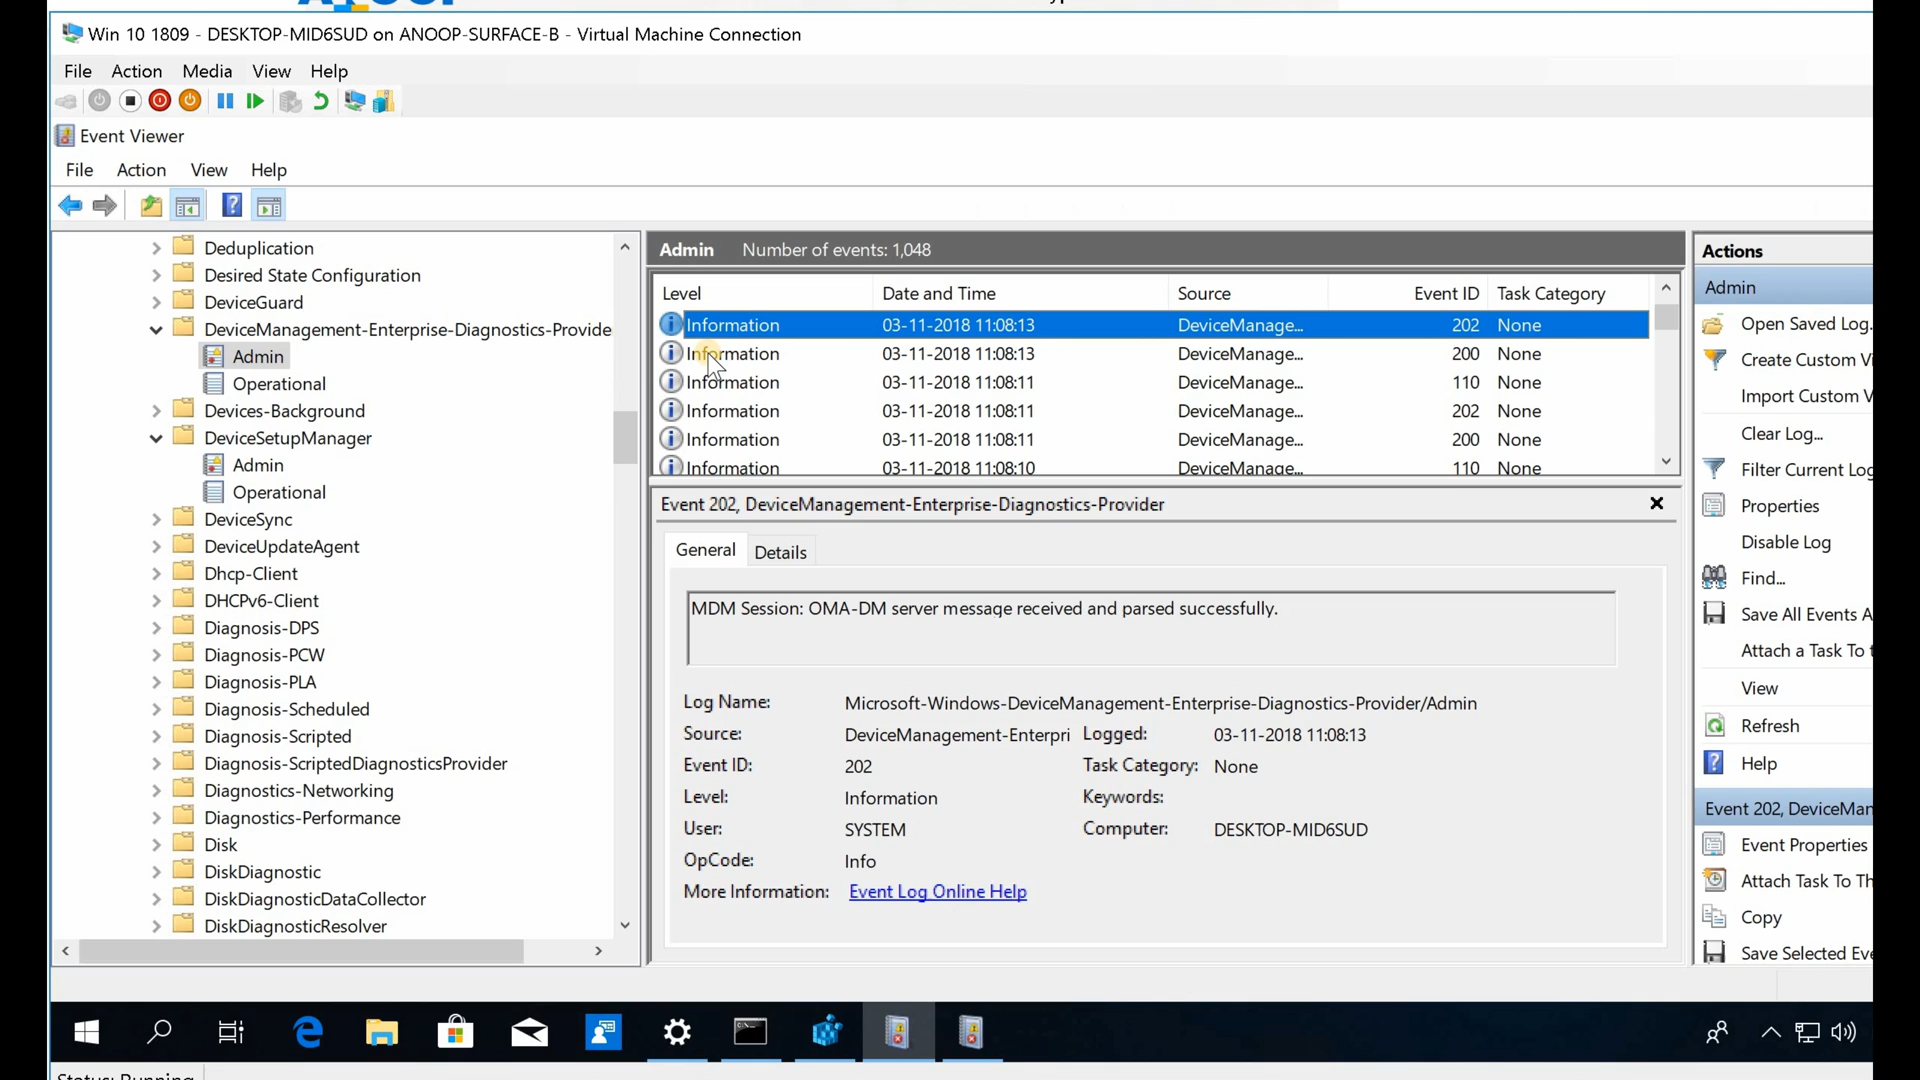 Win 10 1809 - DESKTOP-MID6SUD on ANOOP-SURFACE-B - Virtual Machine Connection
File Action Media View Help
Event Viewer
File Action View Help
Deduplication
Desired State Configuration
DeviceGuard
DeviceManagement-Enterprise-Diagnostics-Provide
Admin
Operational
Devices-Background
DeviceSetupManager
Admin
Operational
DeviceSync
DeviceUpdateAgent
Dhcp-Client
DHCPv6-Client
Diagnosis-DPS
Diagnosis-PCW
Diagnosis-PLA
Diagnosis-Scheduled
Diagnosis-Scripted
Diagnosis-ScriptedDiagnosticsProvider
Diagnostics-Networking
Diagnostics-Performance
Disk
DiskDiagnostic
DiskDiagnosticDataCollector
DiskDiagnosticResolver
Admin Number of events: 1,048
Level Date and Time Source Event ID Task Category
Information 03-11-2018 11:08:13 DeviceManage... 202 None
Information 03-11-2018 11:08:13 DeviceManage... 200 None
Information 03-11-2018 11:08:11 DeviceManage... 110 None
Information 03-11-2018 11:08:11 DeviceManage... 202 None
Information 03-11-2018 11:08:11 DeviceManage... 200 None
Information 03-11-2018 11:08:10 DeviceManage... 110 None
Event 202, DeviceManagement-Enterprise-Diagnostics-Provider
General Details
MDM Session: OMA-DM server message received and parsed successfully.
Log Name: Microsoft-Windows-DeviceManagement-Enterprise-Diagnostics-Provider/Admin
Source: DeviceManagement-Enterpri Logged: 03-11-2018 11:08:13
Event ID: 202 Task Category: None
Level: Information Keywords:
User: SYSTEM Computer: DESKTOP-MID6SUD
OpCode: Info
More Information: Event Log Online Help
Actions
Admin
Open Saved Log.
Create Custom Vi
Import Custom V
Clear Log...
Filter Current Log
Properties
Disable Log
Find...
Save All Events A
Attach a Task To t
View
Refresh
Help
Event 202, DeviceMan
Event Properties
Attach Task To Th
Copy
Save Selected Eve
Status: Running